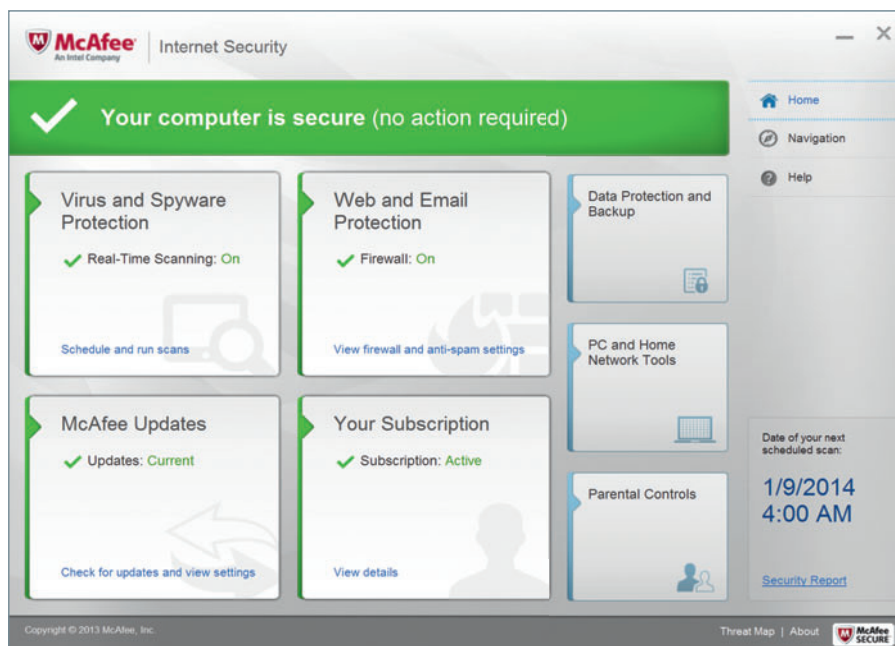 McAfee
An Intel Company
Internet Security
Your computer is secure (no action required)
Home
Navigation
Help
Virus and Spyware
Protection
Real-Time Scanning: On
Schedule and run scans
Web and Email
Protection
Firewall: On
View firewall and anti-spam settings
Data Protection and
Backup
PC and Home
Network Tools
McAfee Updates
Updates: Current
Check for updates and view settings
Your Subscription
Subscription: Active
View details
Parental Controls
Date of your next
scheduled scan:
1/9/2014
4:00 AM
Security Report
Copyright © 2013 McAfee, Inc.
Threat Map | About
McAfee
SECURE